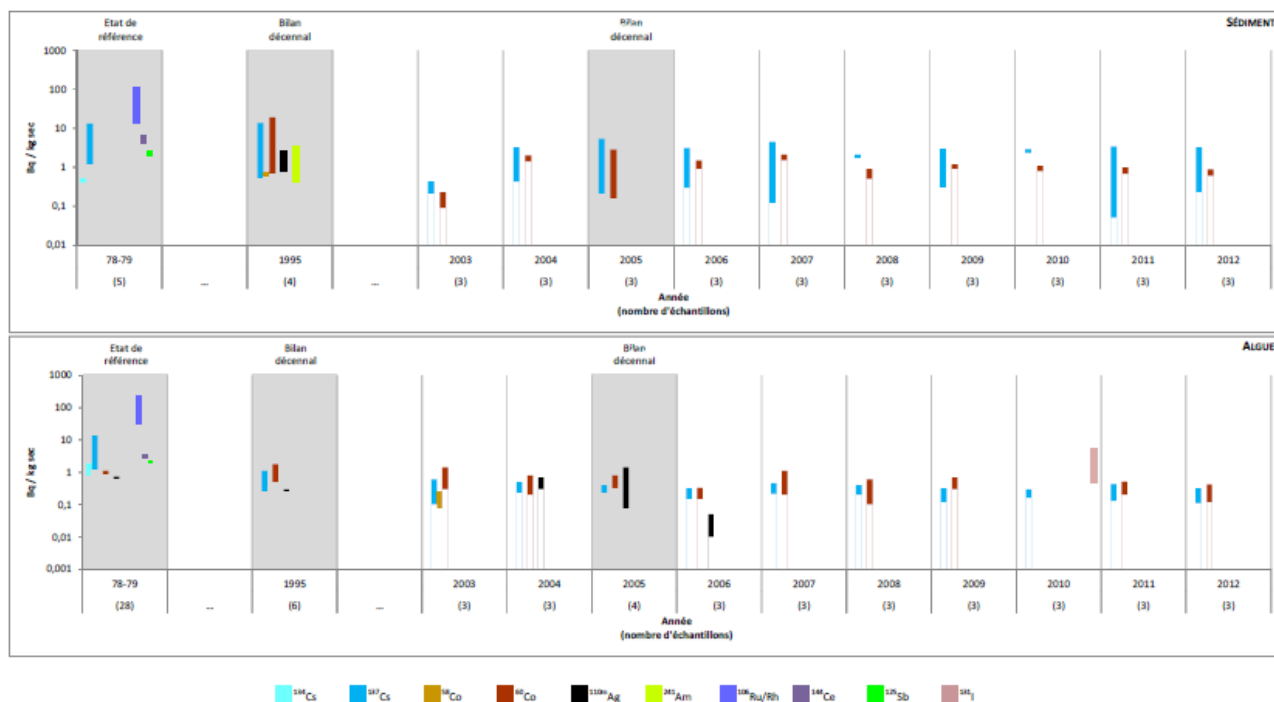 Etat de référence
Bilan décennal
Bilan décennal
SÉDIMENT
Bq / kg sec
1000
100
10
1
0,1
0,01
78-79 1995 2003 2004 2005 2006 2007 2008 2009 2010 2011 2012
(5) ... (4) ... (3) (3) (3) (3) (3) (3) (3) (3) (3) (3)
Année
(nombre d'échantillons)
Etat de référence
Bilan décennal
Bilan décennal
ALGUE
Bq / kg sec
1000
100
10
1
0,1
0,01
0,001
78-79 1995 2003 2004 2005 2006 2007 2008 2009 2010 2011 2012
(28) ... (6) ... (3) (3) (4) (3) (3) (3) (3) (3) (3) (3)
Année
(nombre d'échantillons)
134Cs 137Cs 58Co 60Co 110mAg 241Am 106Ru/Rh 144Ce 125Sb 131I